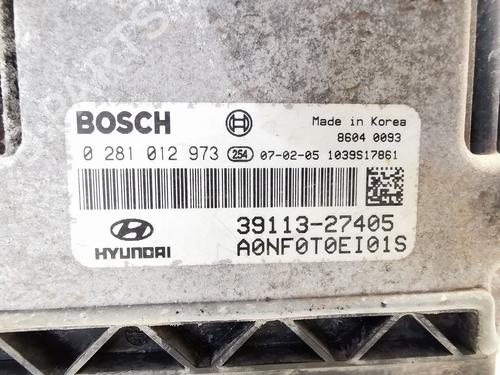 BOSCH
Made in Korea
8604 0093
0 281 012 973 254 07-02-05 1039S17861
39113-27405
HYUNDAI
A0NF0T0EI01S